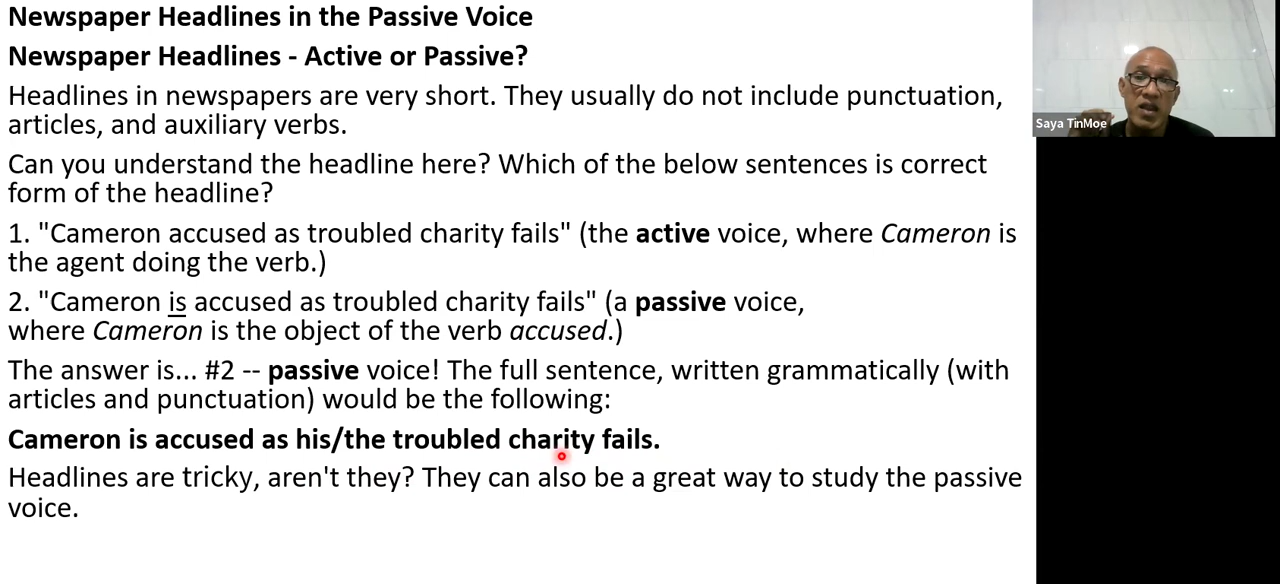 Newspaper Headlines in the Passive Voice
Newspaper Headlines - Active or Passive?
Headlines in newspapers are very short. They usually do not include punctuation,
articles, and auxiliary verbs.
Can you understand the headline here? Which of the below sentences is correct
form of the headline?
1. "Cameron accused as troubled charity fails" (the active voice, where Cameron is
the agent doing the verb.)
2. "Cameron is accused as troubled charity fails" (a passive voice,
where Cameron is the object of the verb accused.)
The answer is... #2 -- passive voice! The full sentence, written grammatically (with
articles and punctuation) would be the following:
Cameron is accused as his/the troubled charity fails.
Headlines are tricky, aren't they? They can also be a great way to study the passive
voice.
Saya TinMoe